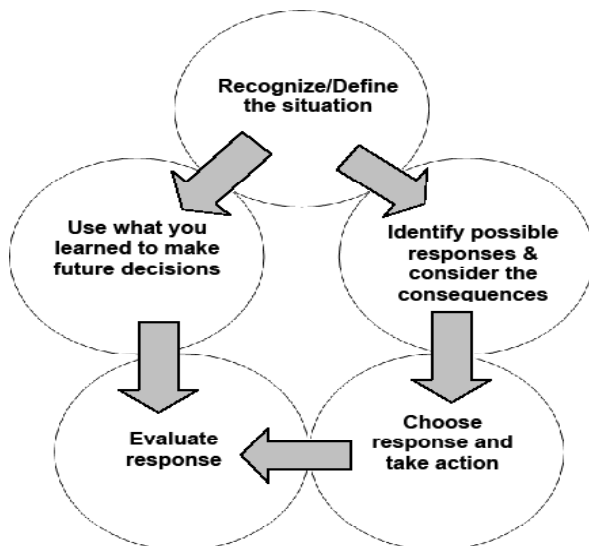 Recognize/Define
the situation
Use what you
learned to make
future decisions
Identify possible
responses &
consider the
consequences
Evaluate
response
Choose
response and
take action